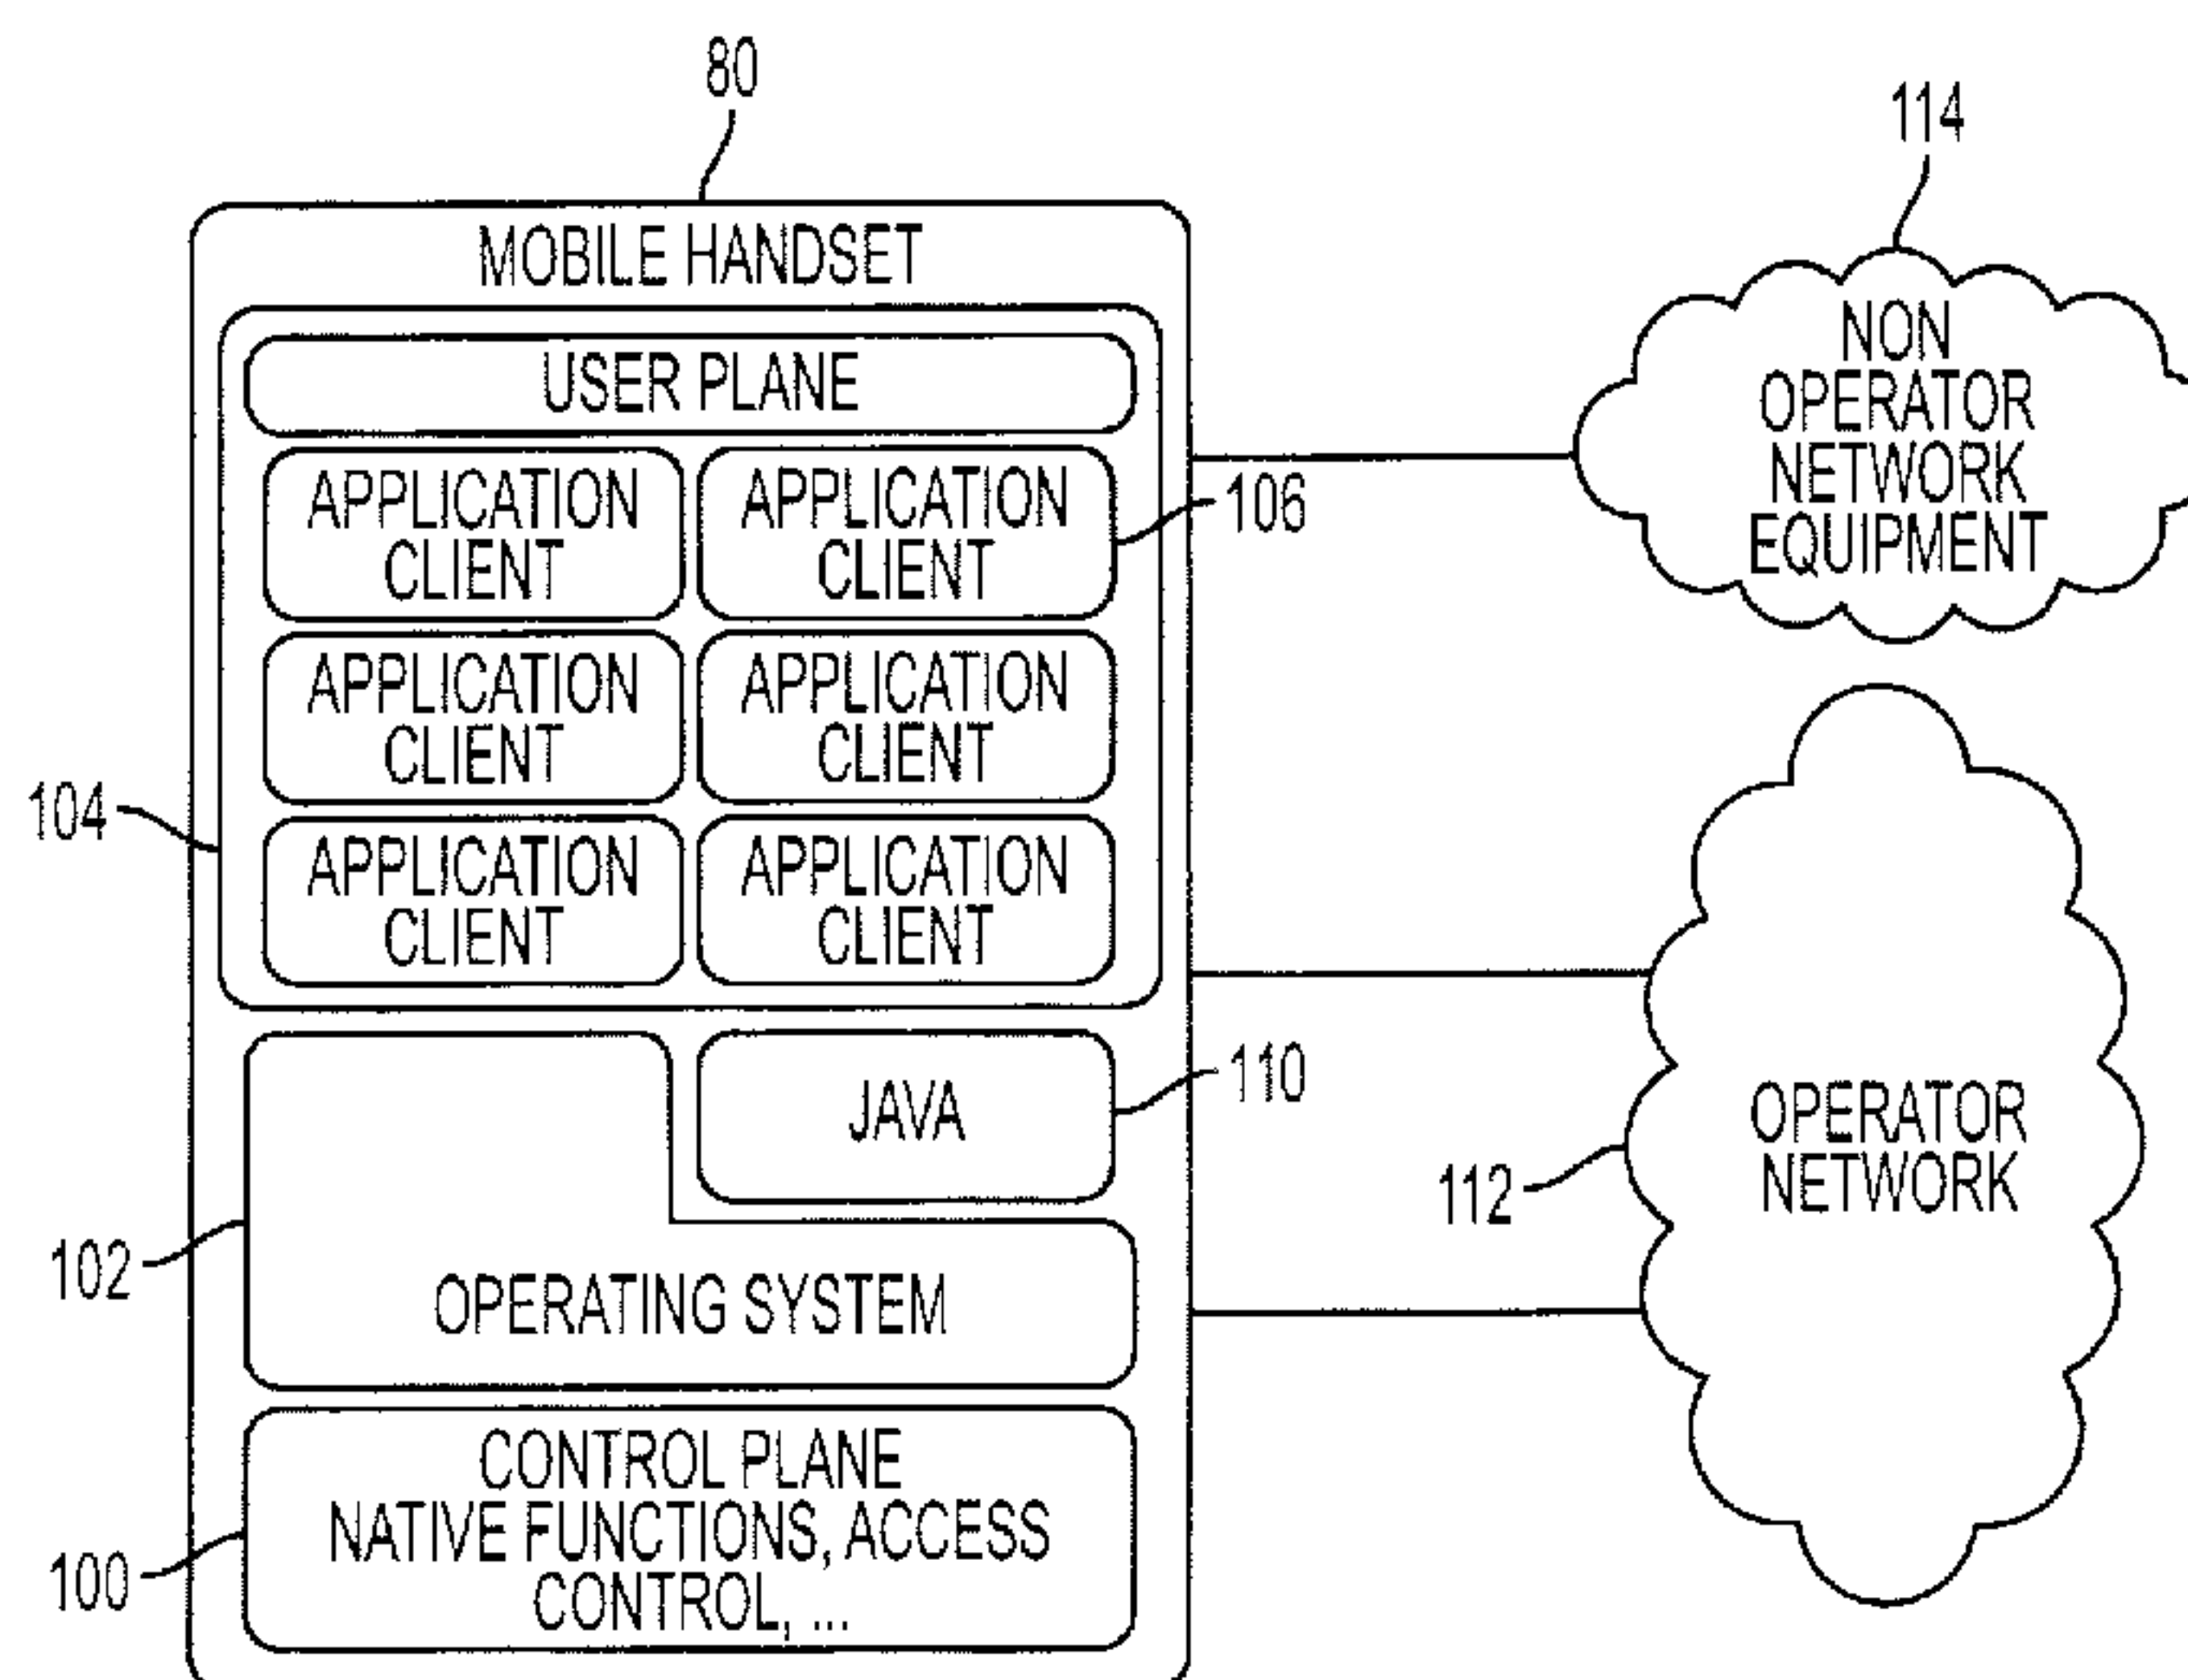 80
114
MOBILE HANDSET
USER PLANE
NON
OPERATOR
NETWORK
EQUIPMENT
APPLICATION
CLIENT
APPLICATION
CLIENT
106
APPLICATION
CLIENT
APPLICATION
CLIENT
104
APPLICATION
CLIENT
APPLICATION
CLIENT
JAVA
110
OPERATOR
NETWORK
112
102
OPERATING SYSTEM
CONTROL PLANE
NATIVE FUNCTIONS, ACCESS
CONTROL, ...
100